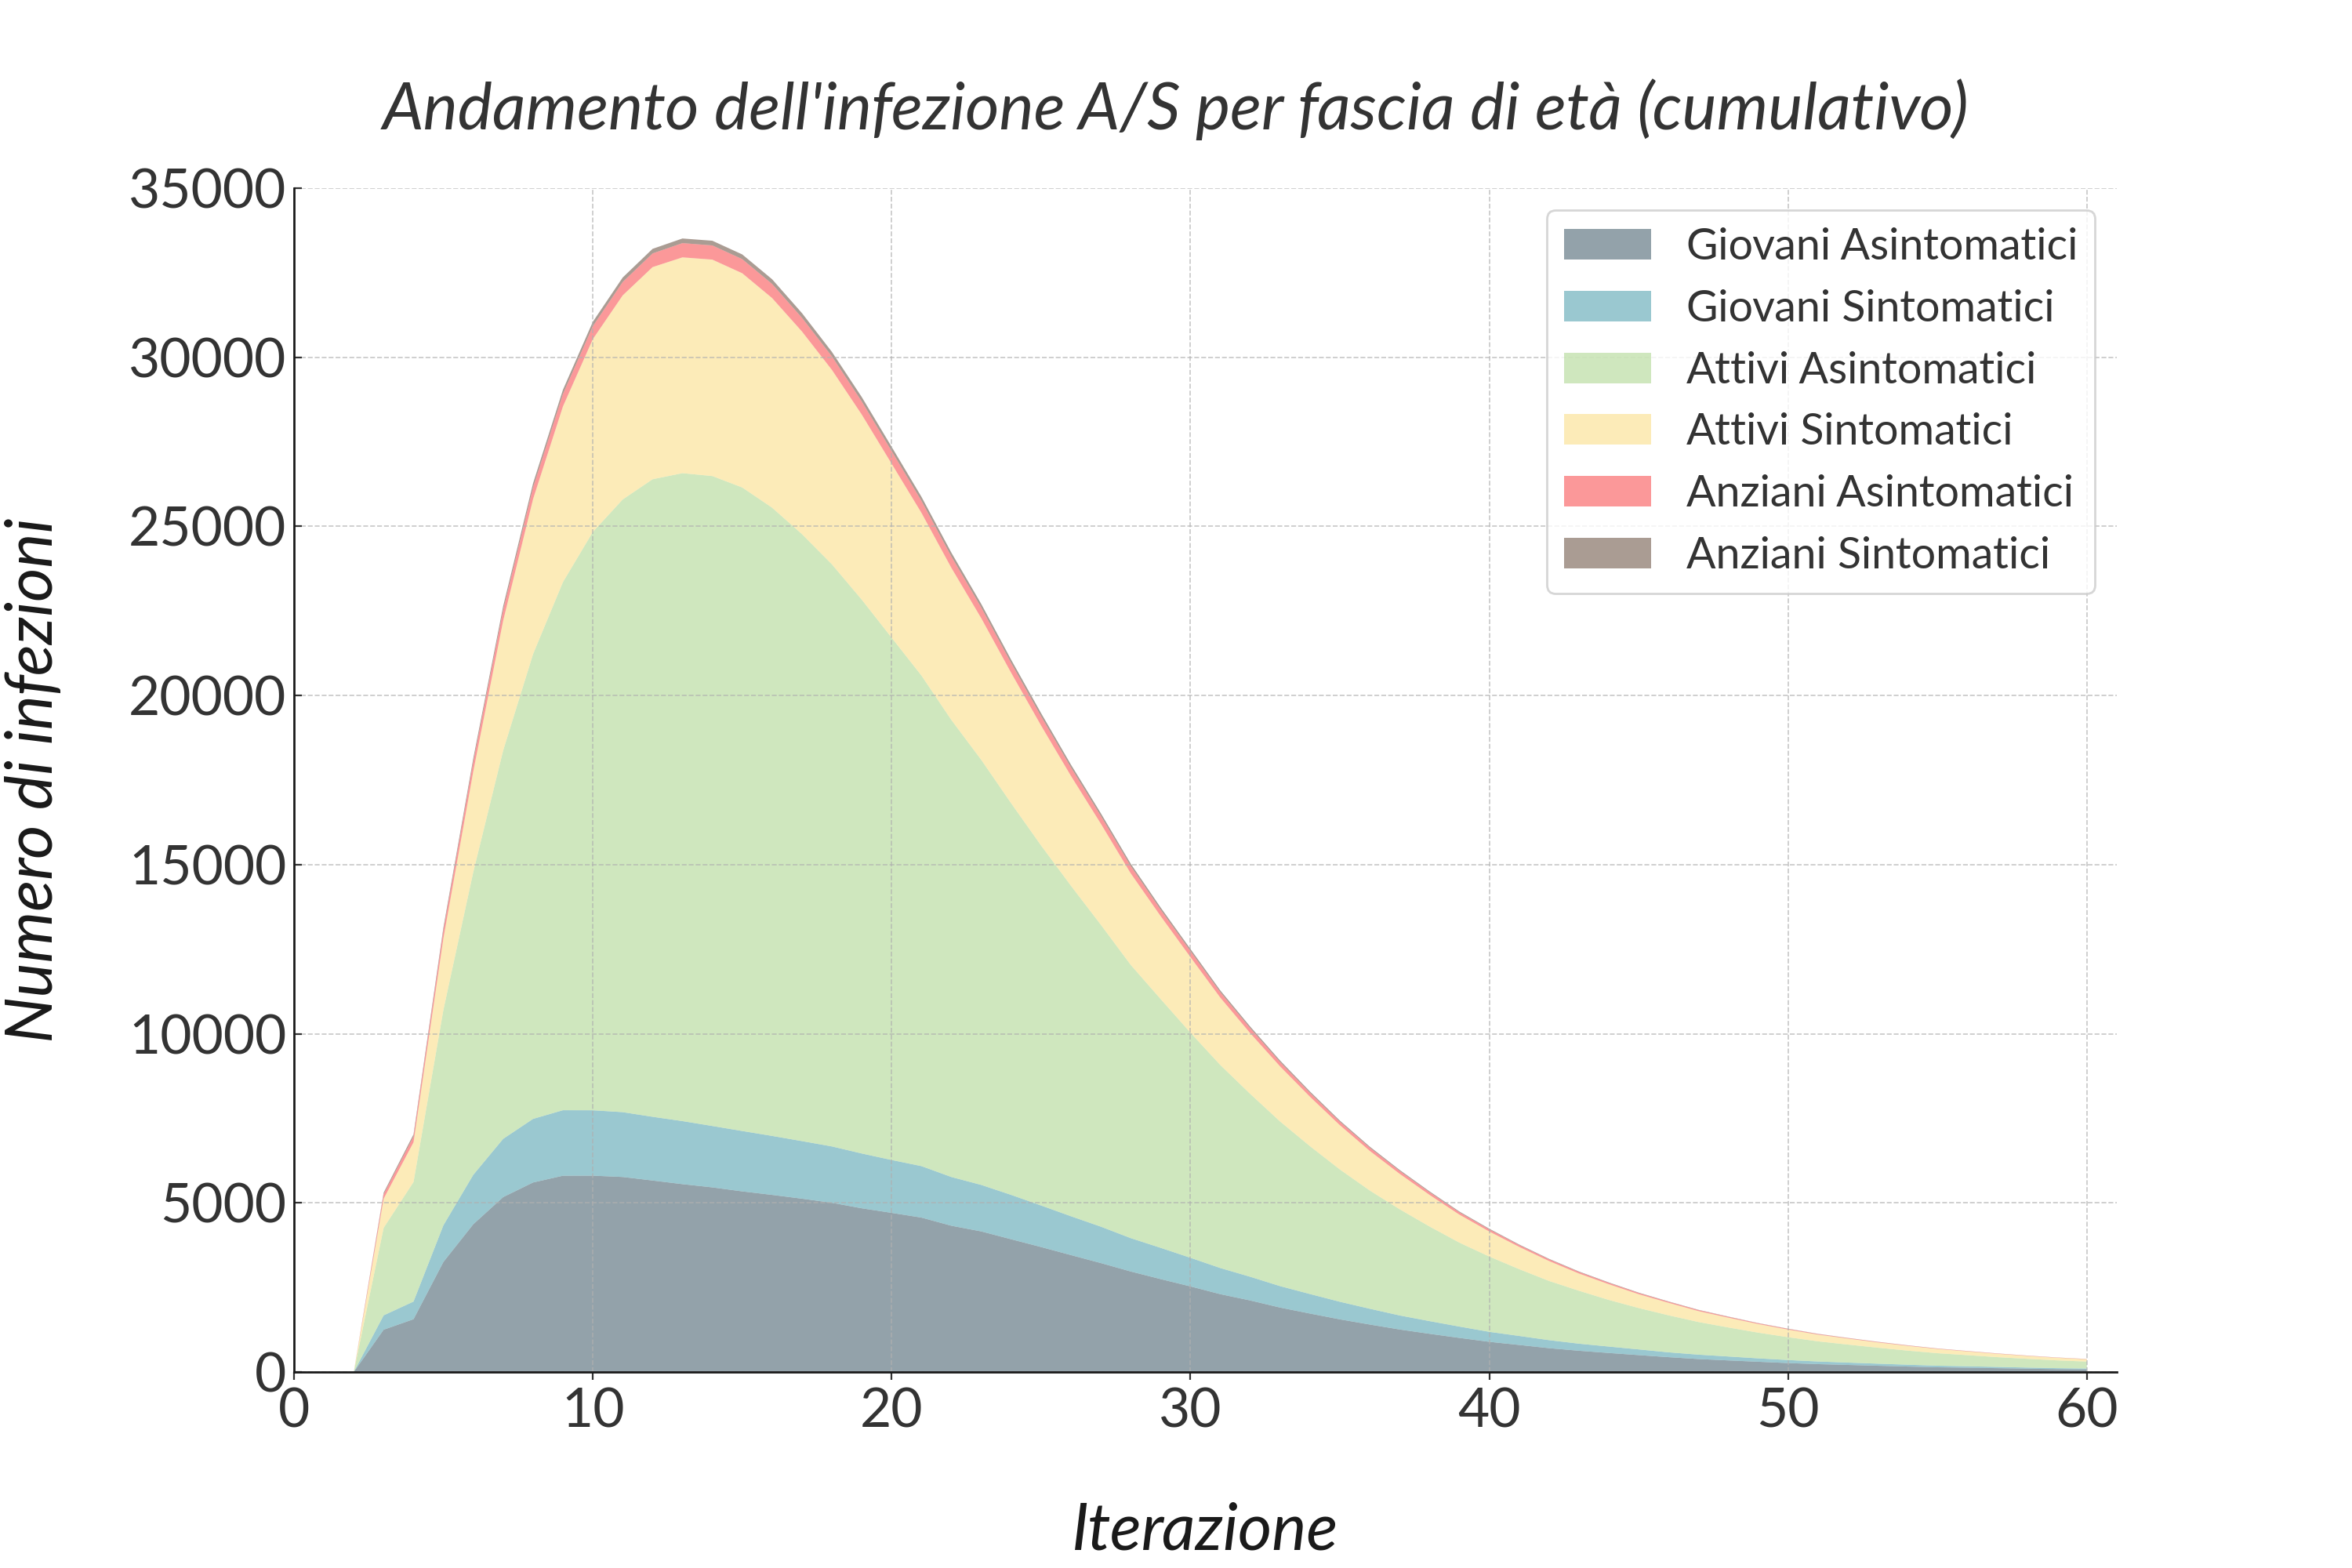 Andamento dell'infezione A/S per fascia di età (cumulativo)
Numero di infezioni
35000
30000
25000
20000
15000
10000
5000
0
0 10 20 30 40 50 60
Iterazione
Giovani Asintomatici
Giovani Sintomatici
Attivi Asintomatici
Attivi Sintomatici
Anziani Asintomatici
Anziani Sintomatici